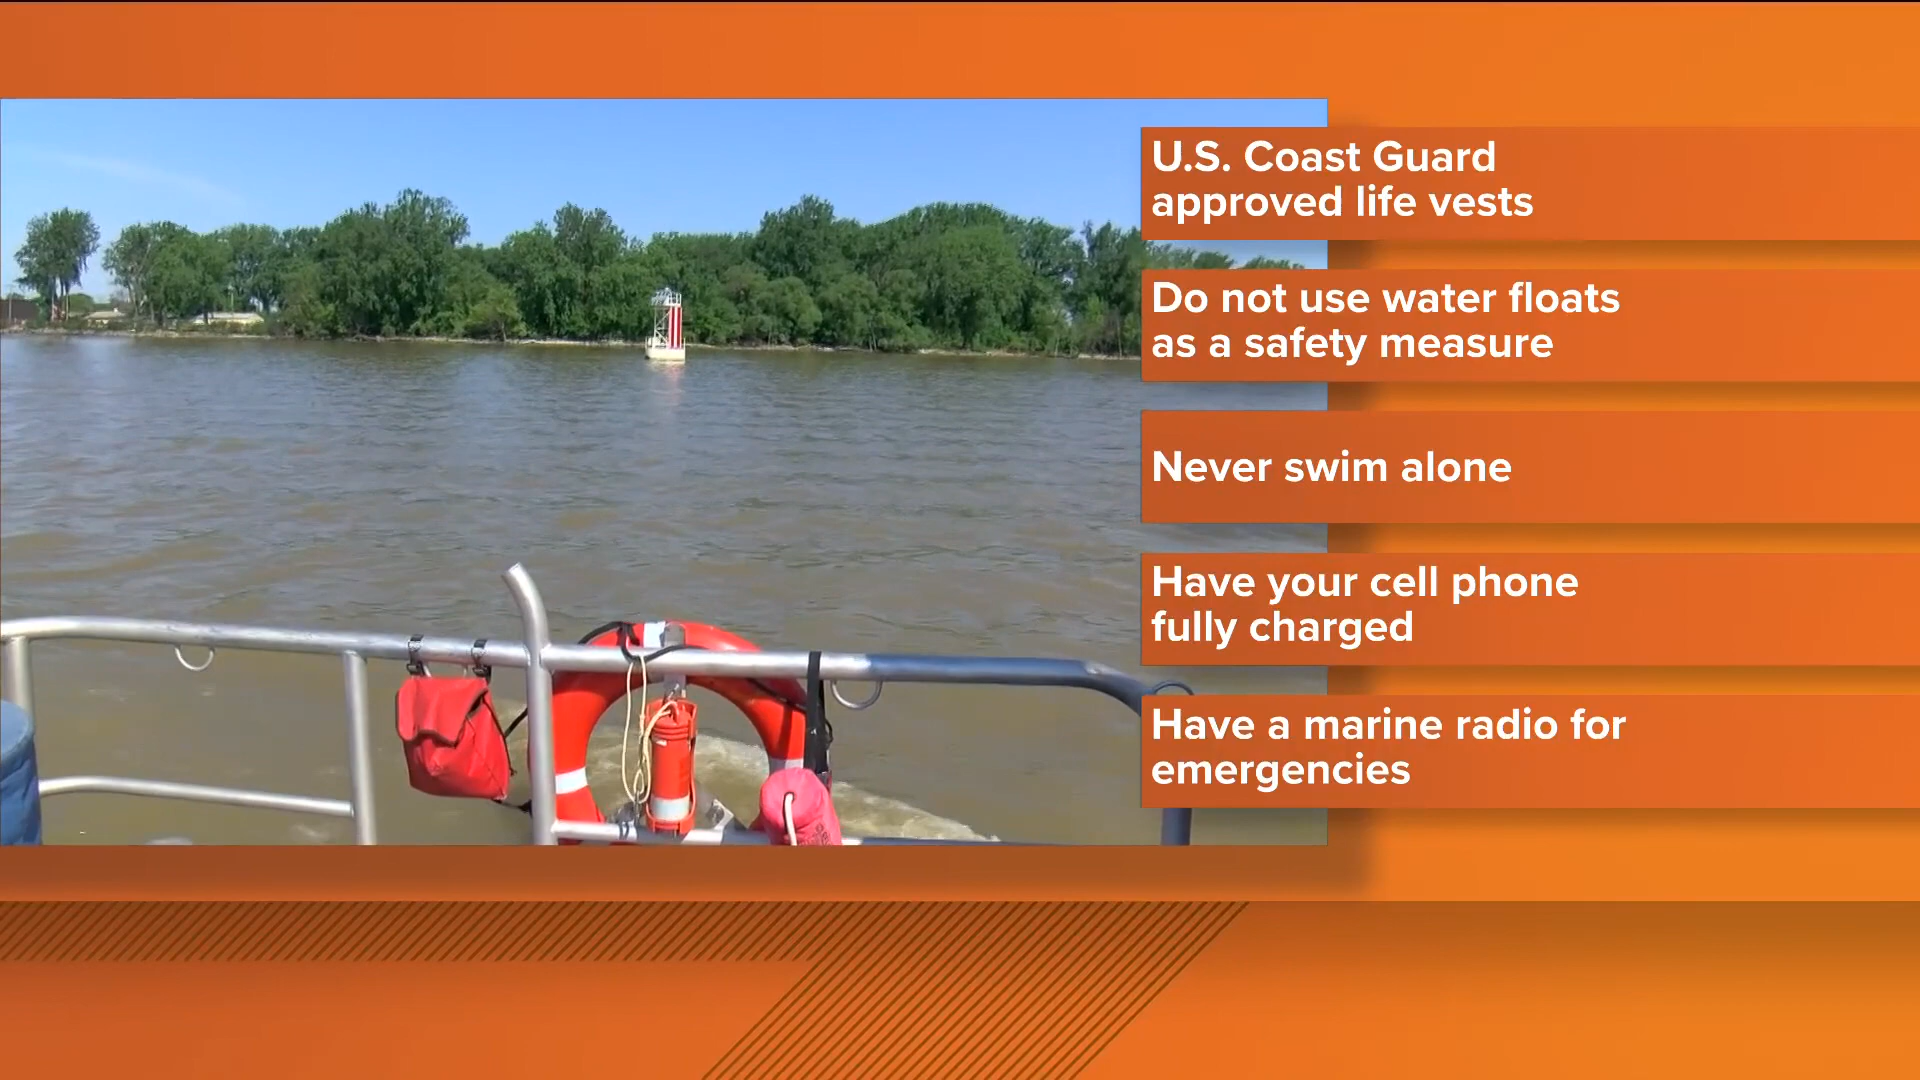 U.S. Coast Guard
approved life vests
Do not use water floats
as a safety measure
Never swim alone
Have your cell phone
fully charged
Have a marine radio for
emergencies